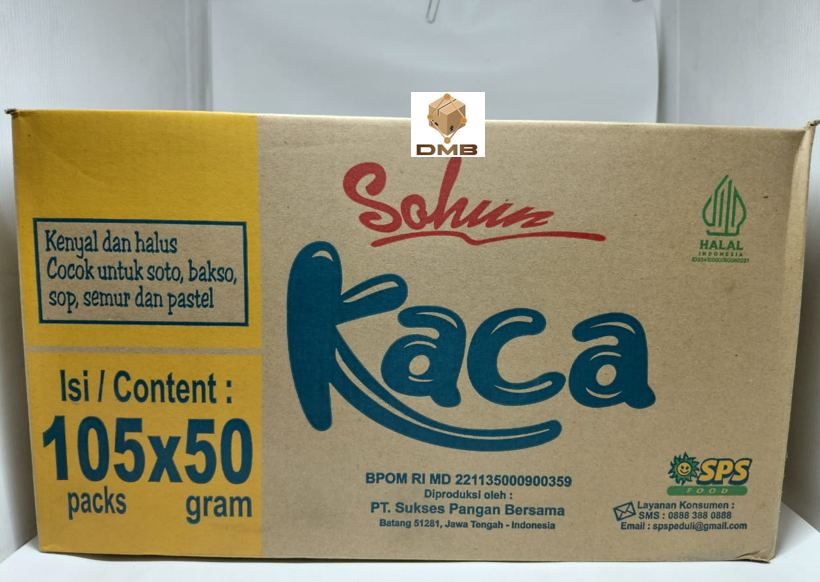 DMB
Sohun
Kaca
HALAL
INDONESIA
Kenyal dan halus
Cocok untuk soto, bakso,
sop, semur dan pastel
Isi / Content :
105x50
packs gram
BPOM RI MD 221135000900359
Diproduksi oleh :
PT. Sukses Pangan Bersama
Batang 51281, Jawa Tengah - Indonesia
SPS
FOOD
Layanan Konsumen :
SMS : 0888 388 0888
Email : spspeduli@gmail.com